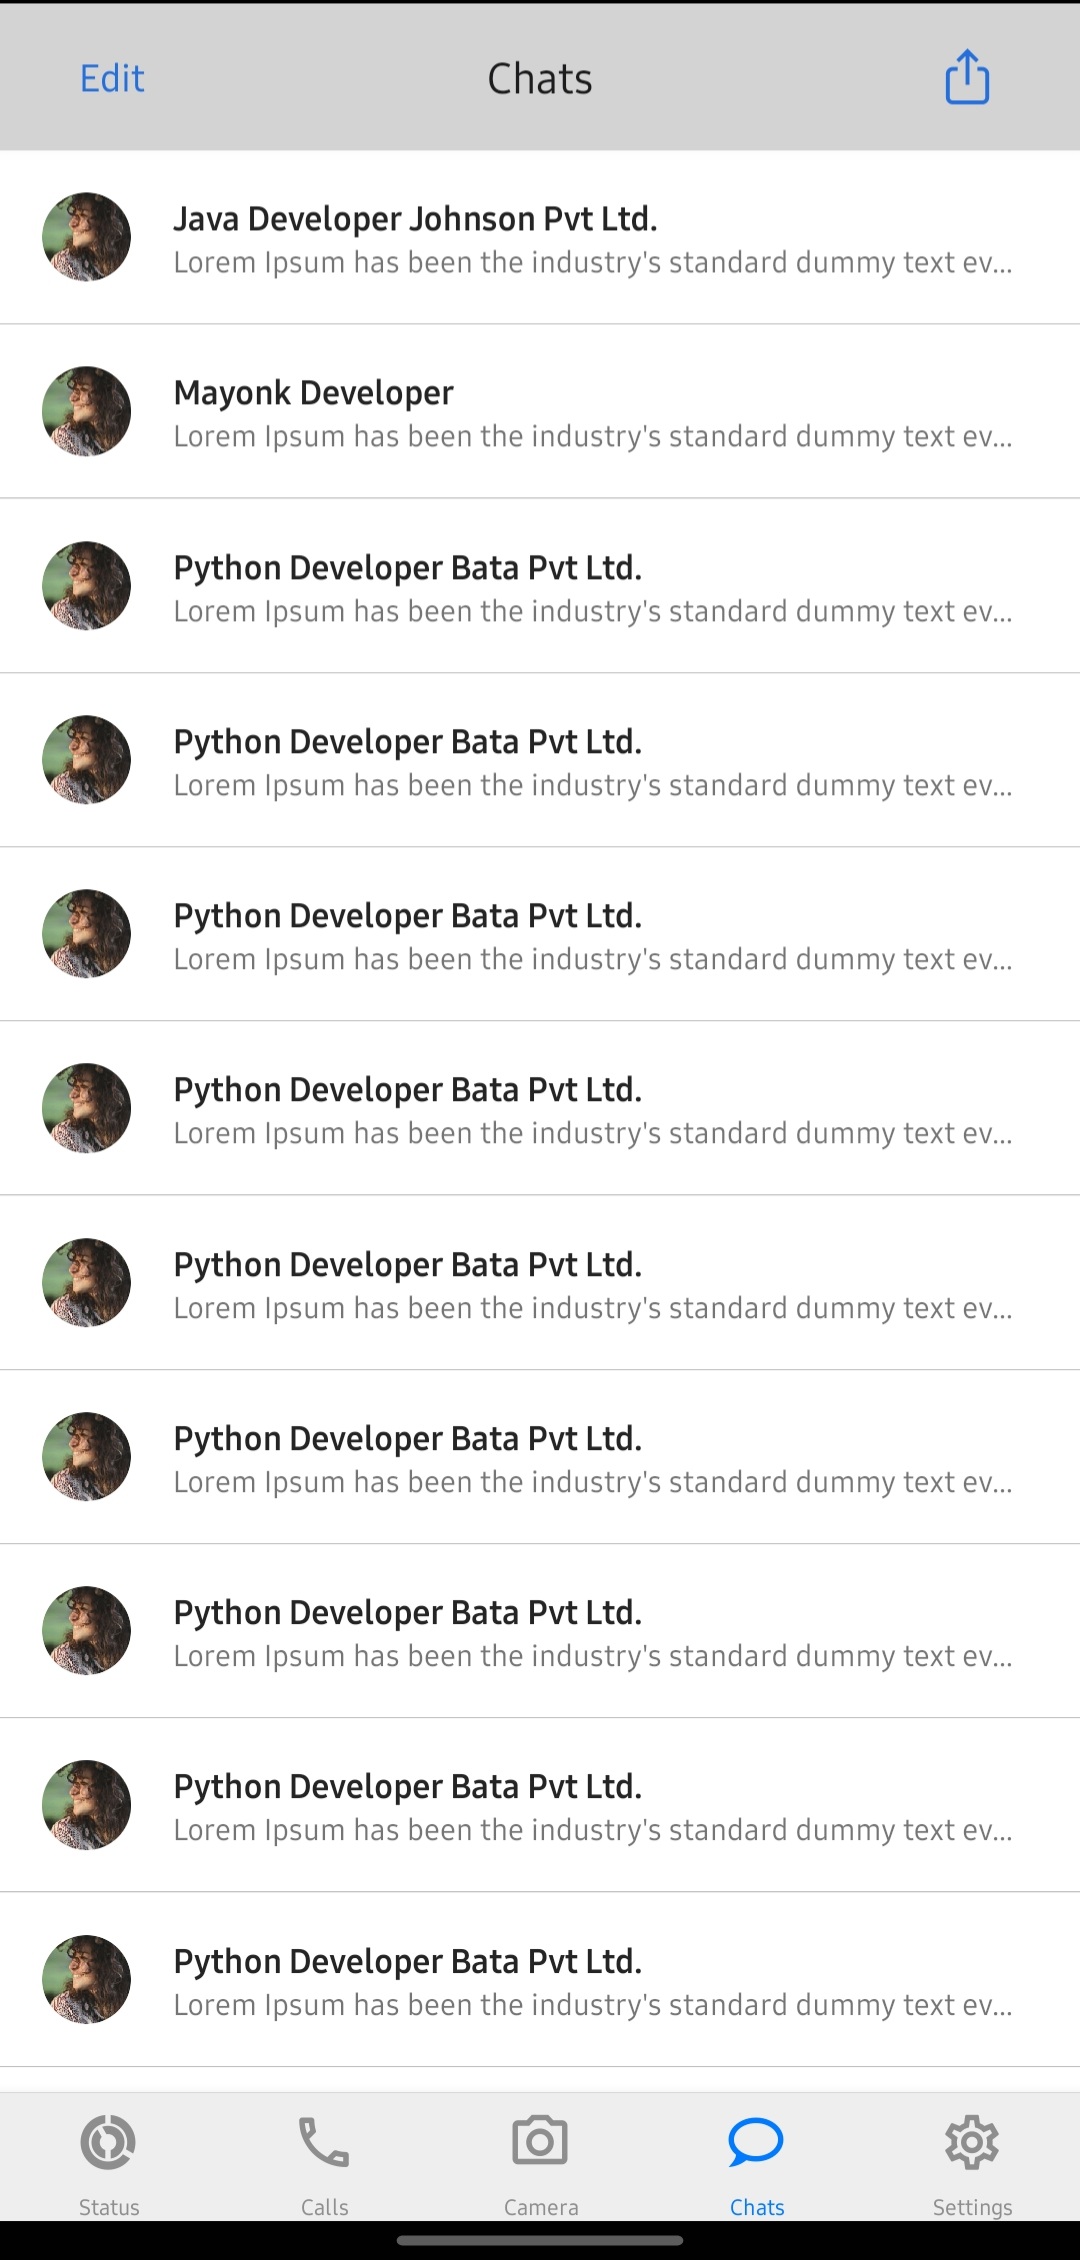 Edit
Chats
Java Developer Johnson Pvt Ltd.
Lorem Ipsum has been the industry's standard dummy text ev...
Mayonk Developer
Lorem Ipsum has been the industry's standard dummy text ev...
Python Developer Bata Pvt Ltd.
Lorem Ipsum has been the industry's standard dummy text ev...
Python Developer Bata Pvt Ltd.
Lorem Ipsum has been the industry's standard dummy text ev...
Python Developer Bata Pvt Ltd.
Lorem Ipsum has been the industry's standard dummy text ev...
Python Developer Bata Pvt Ltd.
Lorem Ipsum has been the industry's standard dummy text ev...
Python Developer Bata Pvt Ltd.
Lorem Ipsum has been the industry's standard dummy text ev...
Python Developer Bata Pvt Ltd.
Lorem Ipsum has been the industry's standard dummy text ev...
Python Developer Bata Pvt Ltd.
Lorem Ipsum has been the industry's standard dummy text ev...
Python Developer Bata Pvt Ltd.
Lorem Ipsum has been the industry's standard dummy text ev...
Python Developer Bata Pvt Ltd.
Lorem Ipsum has been the industry's standard dummy text ev...
Status
Calls
Camera
Chats
Settings